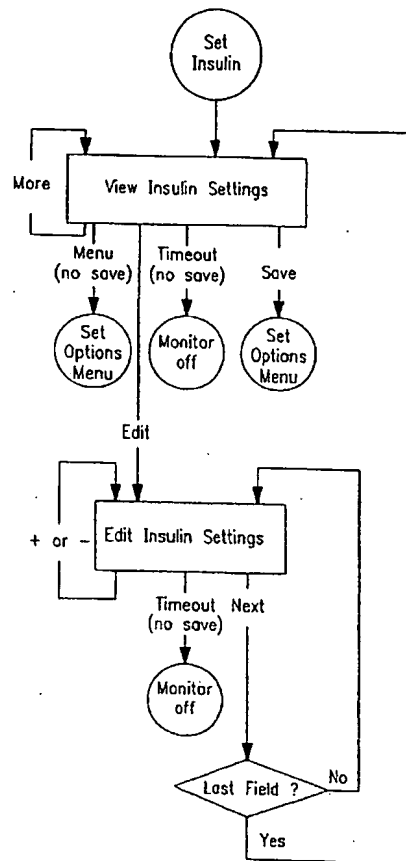 Set
Insulin
More
View Insulin Settings
Menu
(no save)
Timeout
(no save)
Save
Set
Options
Menu
Monitor
off
Set
Options
Menu
Edit
+ or -
Edit Insulin Settings
Timeout
(no save)
Next
Monitor
off
Last Field ?
No
Yes